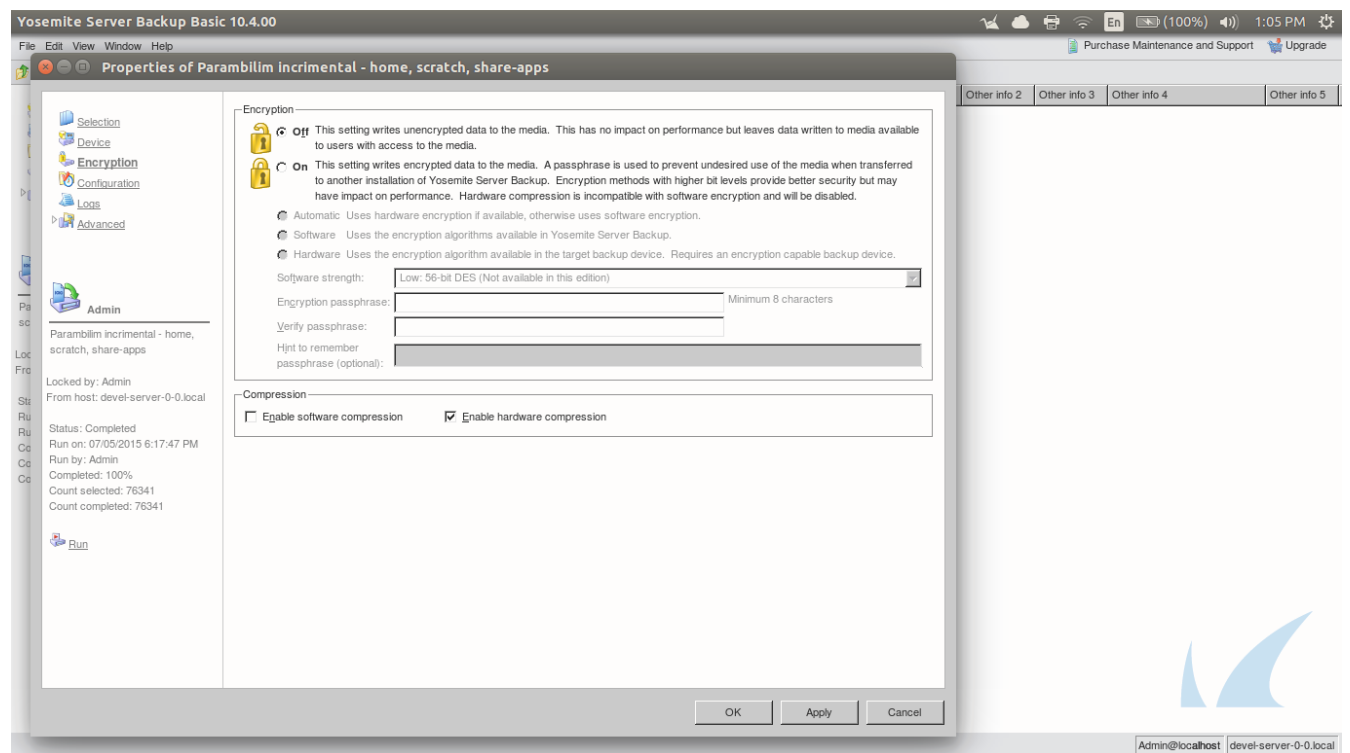 Yosemite Server Backup Basic 10.4.00
En (100%) 1:05 PM
File Edit View Window Help
Purchase Maintenance and Support Upgrade
Properties of Parambilim incrimental - home, scratch, share-apps
Other info 2 Other info 3 Other info 4 Other info 5
Selection
Device
Encryption
Configuration
Logs
Advanced
Admin
Parambilim incrimental - home,
scratch, share-apps
Locked by: Admin
From host: devel-server-0-0.local
Status: Completed
Run on: 07/05/2015 6:17:47 PM
Run by: Admin
Completed: 100%
Count selected: 76341
Count completed: 76341
Run
Encryption
Off This setting writes unencrypted data to the media. This has no impact on performance but leaves data written to media available
to users with access to the media.
On This setting writes encrypted data to the media. A passphrase is used to prevent undesired use of the media when transferred
to another installation of Yosemite Server Backup. Encryption methods with higher bit levels provide better security but may
have impact on performance. Hardware compression is incompatible with software encryption and will be disabled.
Automatic Uses hardware encryption if available, otherwise uses software encryption.
Software Uses the encryption algorithms available in Yosemite Server Backup.
Hardware Uses the encryption algorithm available in the target backup device. Requires an encryption capable backup device.
Software strength: Low: 56-bit DES (Not available in this edition)
Encryption passphrase: Minimum 8 characters
Verify passphrase:
Hint to remember
passphrase (optional):
Compression
Enable software compression Enable hardware compression
OK Apply Cancel
Admin@localhost devel-server-0-0.local